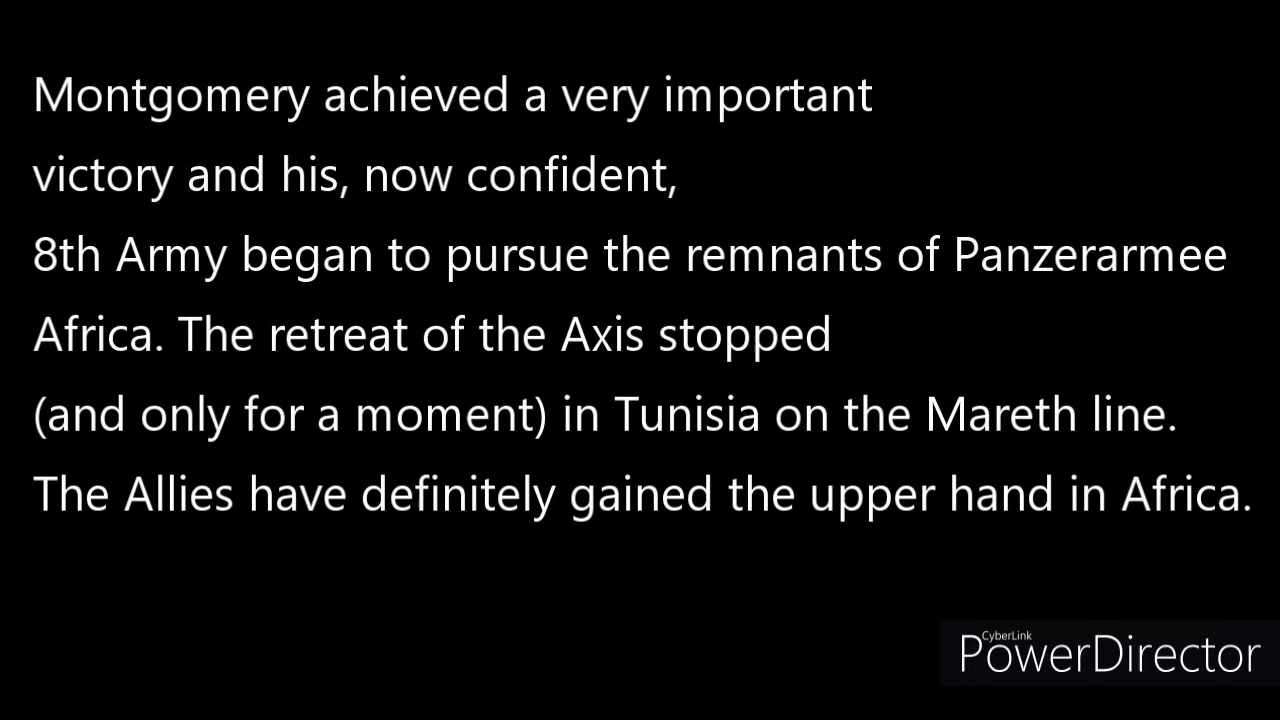 Montgomery achieved a very important
victory and his, now confident,
8th Army began to pursue the remnants of Panzerarmee
Africa. The retreat of the Axis stopped
(and only for a moment) in Tunisia on the Mareth line.
The Allies have definitely gained the upper hand in Africa.
CyberLink
PowerDirector